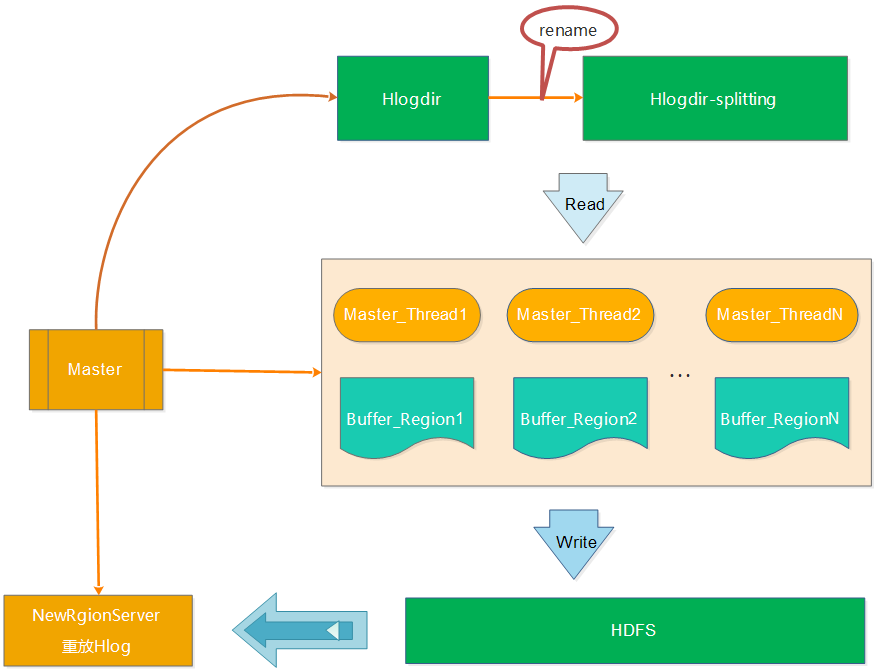 rename
Hlogdir
Hlogdir-splitting
Read
Master_Thread1
Master_Thread2
Master_ThreadN
Master
...
Buffer_Region1
Buffer_Region2
Buffer_RegionN
Write
NewRgionServer
重放Hlog
HDFS